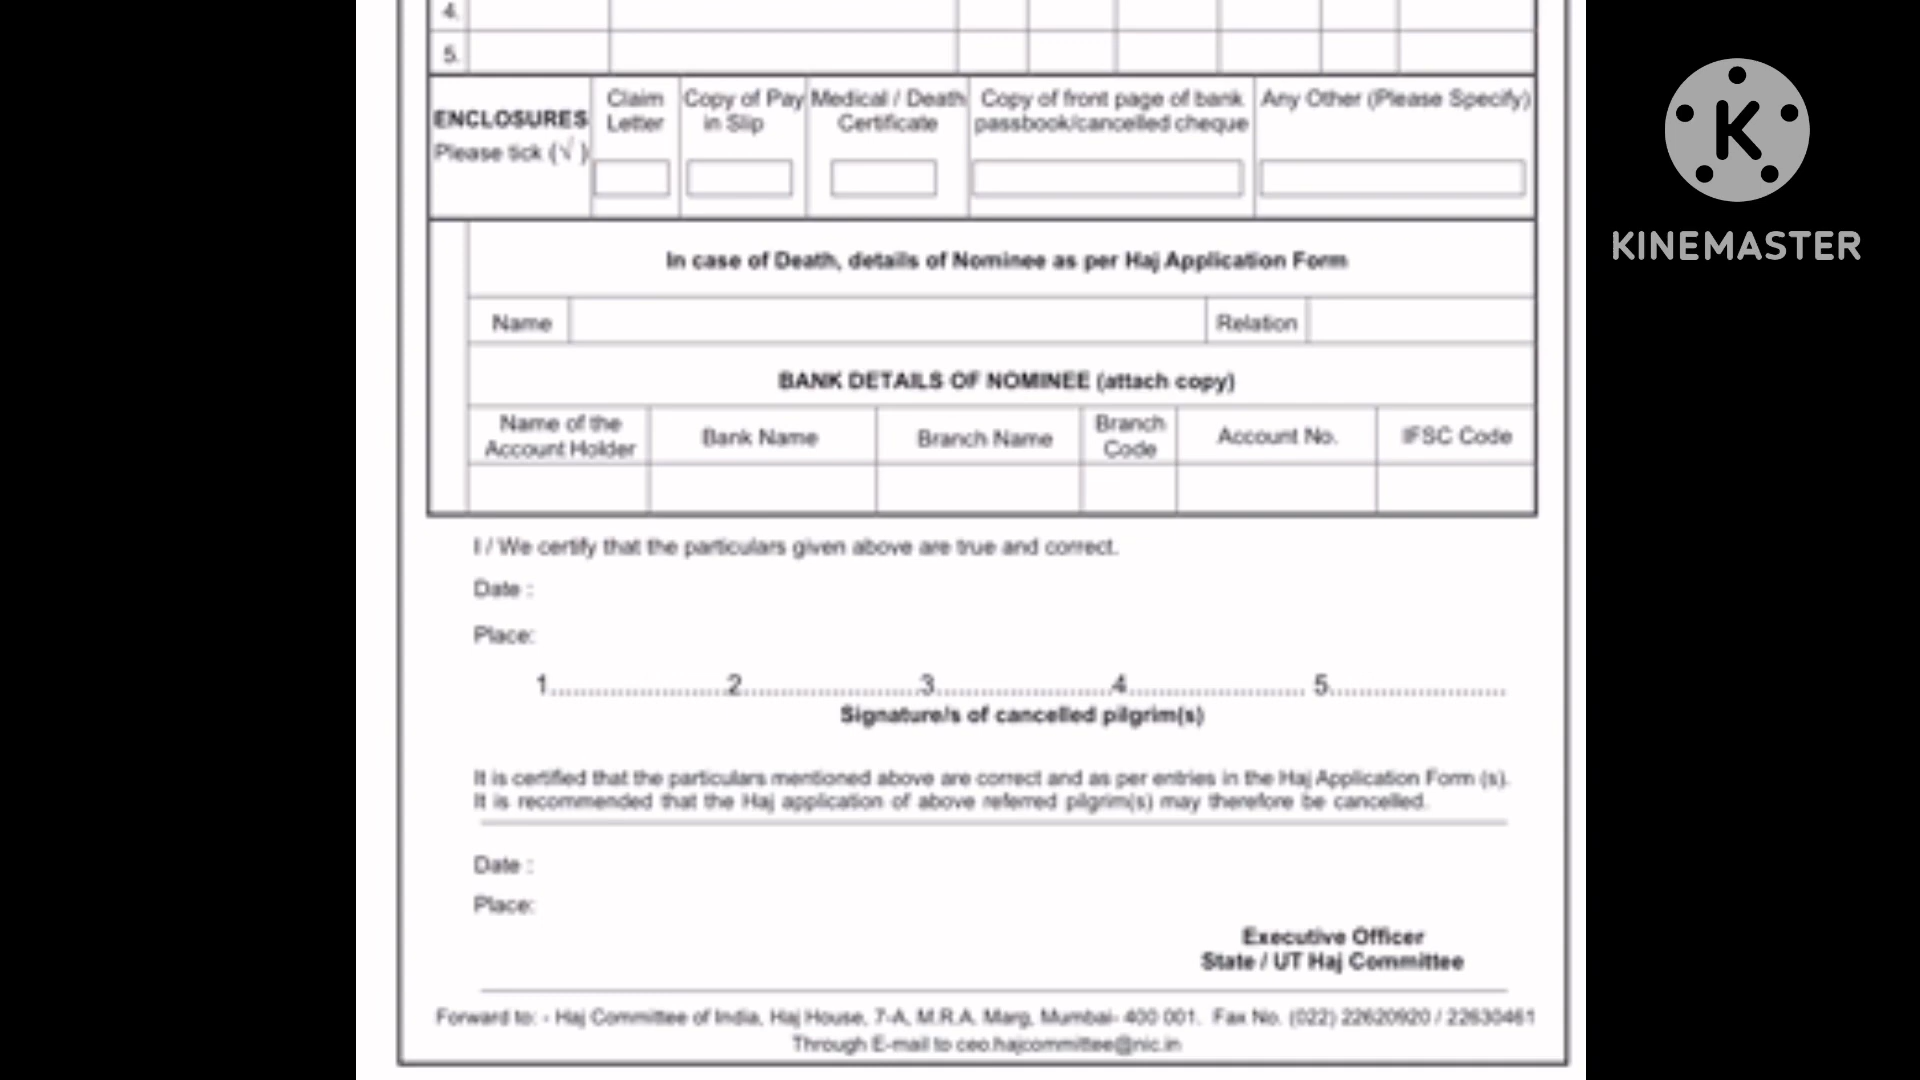 4.
5.
ENCLOSURES
Please tick (√ )
Claim
Letter
Copy of Pay
in Slip
Medical / Death
Certificate
Copy of front page of bank
passbook/cancelled cheque
Any Other (Please Specify)
In case of Death, details of Nominee as per Haj Application Form
Name
Relation
BANK DETAILS OF NOMINEE (attach copy)
Name of the
Account Holder
Bank Name
Branch Name
Branch
Code
Account No.
IFSC Code
I / We certify that the particulars given above are true and correct.
Date :
Place:
1..........................2..........................3..........................4.......................... 5..........................
Signature/s of cancelled pilgrim(s)
It is certified that the particulars mentioned above are correct and as per entries in the Haj Application Form (s).
It is recommended that the Haj application of above referred pilgrim(s) may therefore be cancelled.
Date :
Place:
Executive Officer
State / UT Haj Committee
Forward to: - Haj Committee of India, Haj House, 7-A, M.R.A. Marg, Mumbai- 400 001. Fax No. (022) 22620920 / 22630461
Through E-mail to ceo.hajcommittee@nic.in
K
KINEMASTER